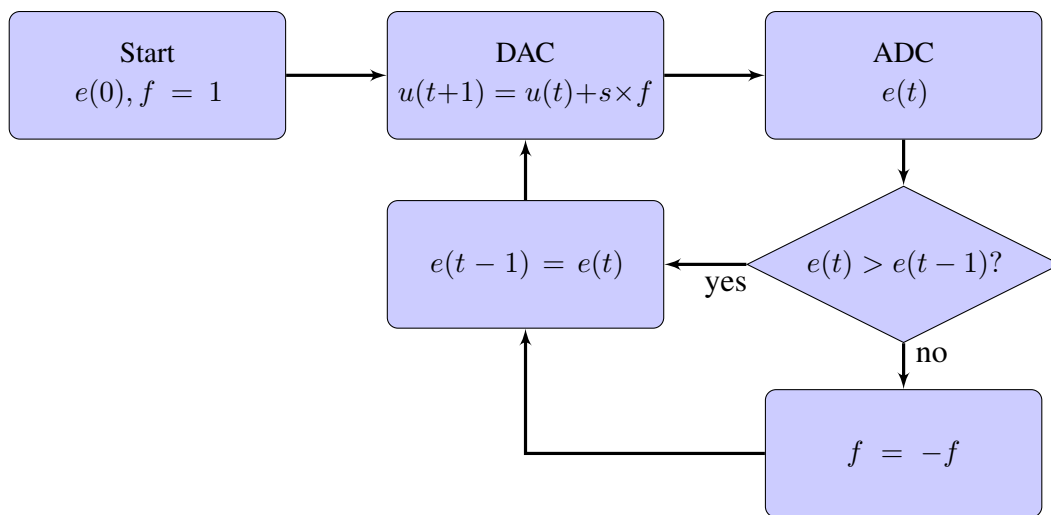 Start
e(0), f = 1
DAC
u(t+1) = u(t)+s×f
ADC
e(t)
e(t − 1) = e(t)
e(t) > e(t−1)?
yes
no
f = −f